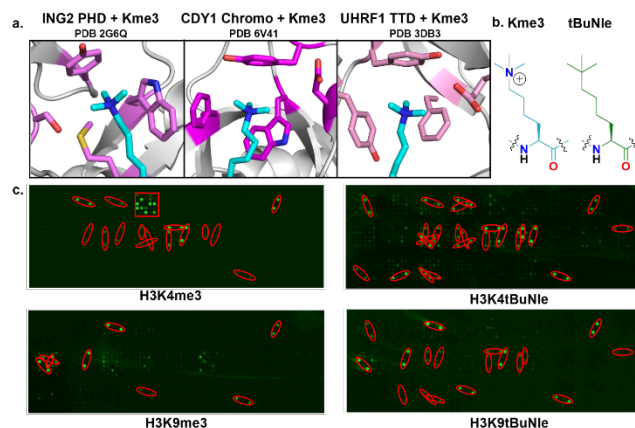 a.
ING2 PHD + Kme3
PDB 2G6Q
CDY1 Chromo + Kme3
PDB 6V41
UHRF1 TTD + Kme3
PDB 3DB3
b.
Kme3
tBuNle
N
+
N
H
O
N
H
O
c.
H3K4me3
H3K4tBuNle
H3K9me3
H3K9tBuNle